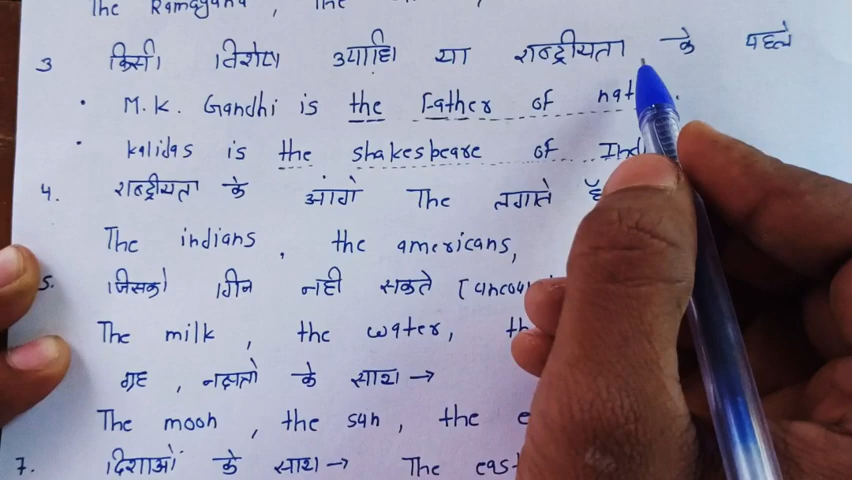 The Ramayana, The
3 किसी विशेष उपाधि या राष्ट्रीयता के पहले
• M.K. Gandhi is the Father of nat
• kalidas is the shakesbeare of Ind
4. राष्ट्रीयता के आगे The लगाते है
The indians, the americans,
5. जिसको गिन नही सकते [uncou
The milk, the water, th
ग्रह, नक्षत्रो के साथ →
The moon, the sun, the e
7. दिशाओं के साथ → The east